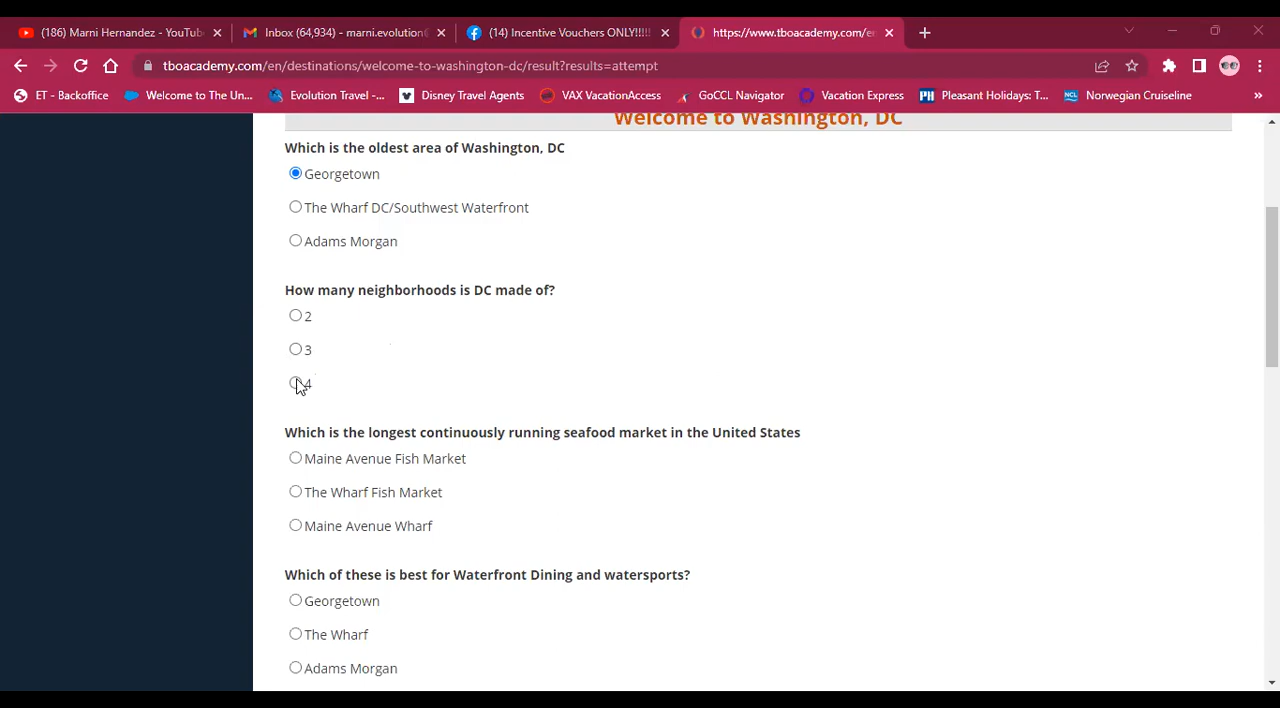 (186) Marni Hernandez - YouTub
Inbox (64,934) - marni.evolution@
(14) Incentive Vouchers ONLY!!!!!
https://www.tboacademy.com/en
tboacademy.com/en/destinations/welcome-to-washington-dc/result?results=attempt
ET - Backoffice
Welcome to The Un...
Evolution Travel -...
Disney Travel Agents
VAX VacationAccess
GoCCL Navigator
Vacation Express
Pleasant Holidays: T...
Norwegian Cruiseline
»
Welcome to Washington, DC
Which is the oldest area of Washington, DC
Georgetown
The Wharf DC/Southwest Waterfront
Adams Morgan
How many neighborhoods is DC made of?
2
3
4
Which is the longest continuously running seafood market in the United States
Maine Avenue Fish Market
The Wharf Fish Market
Maine Avenue Wharf
Which of these is best for Waterfront Dining and watersports?
Georgetown
The Wharf
Adams Morgan